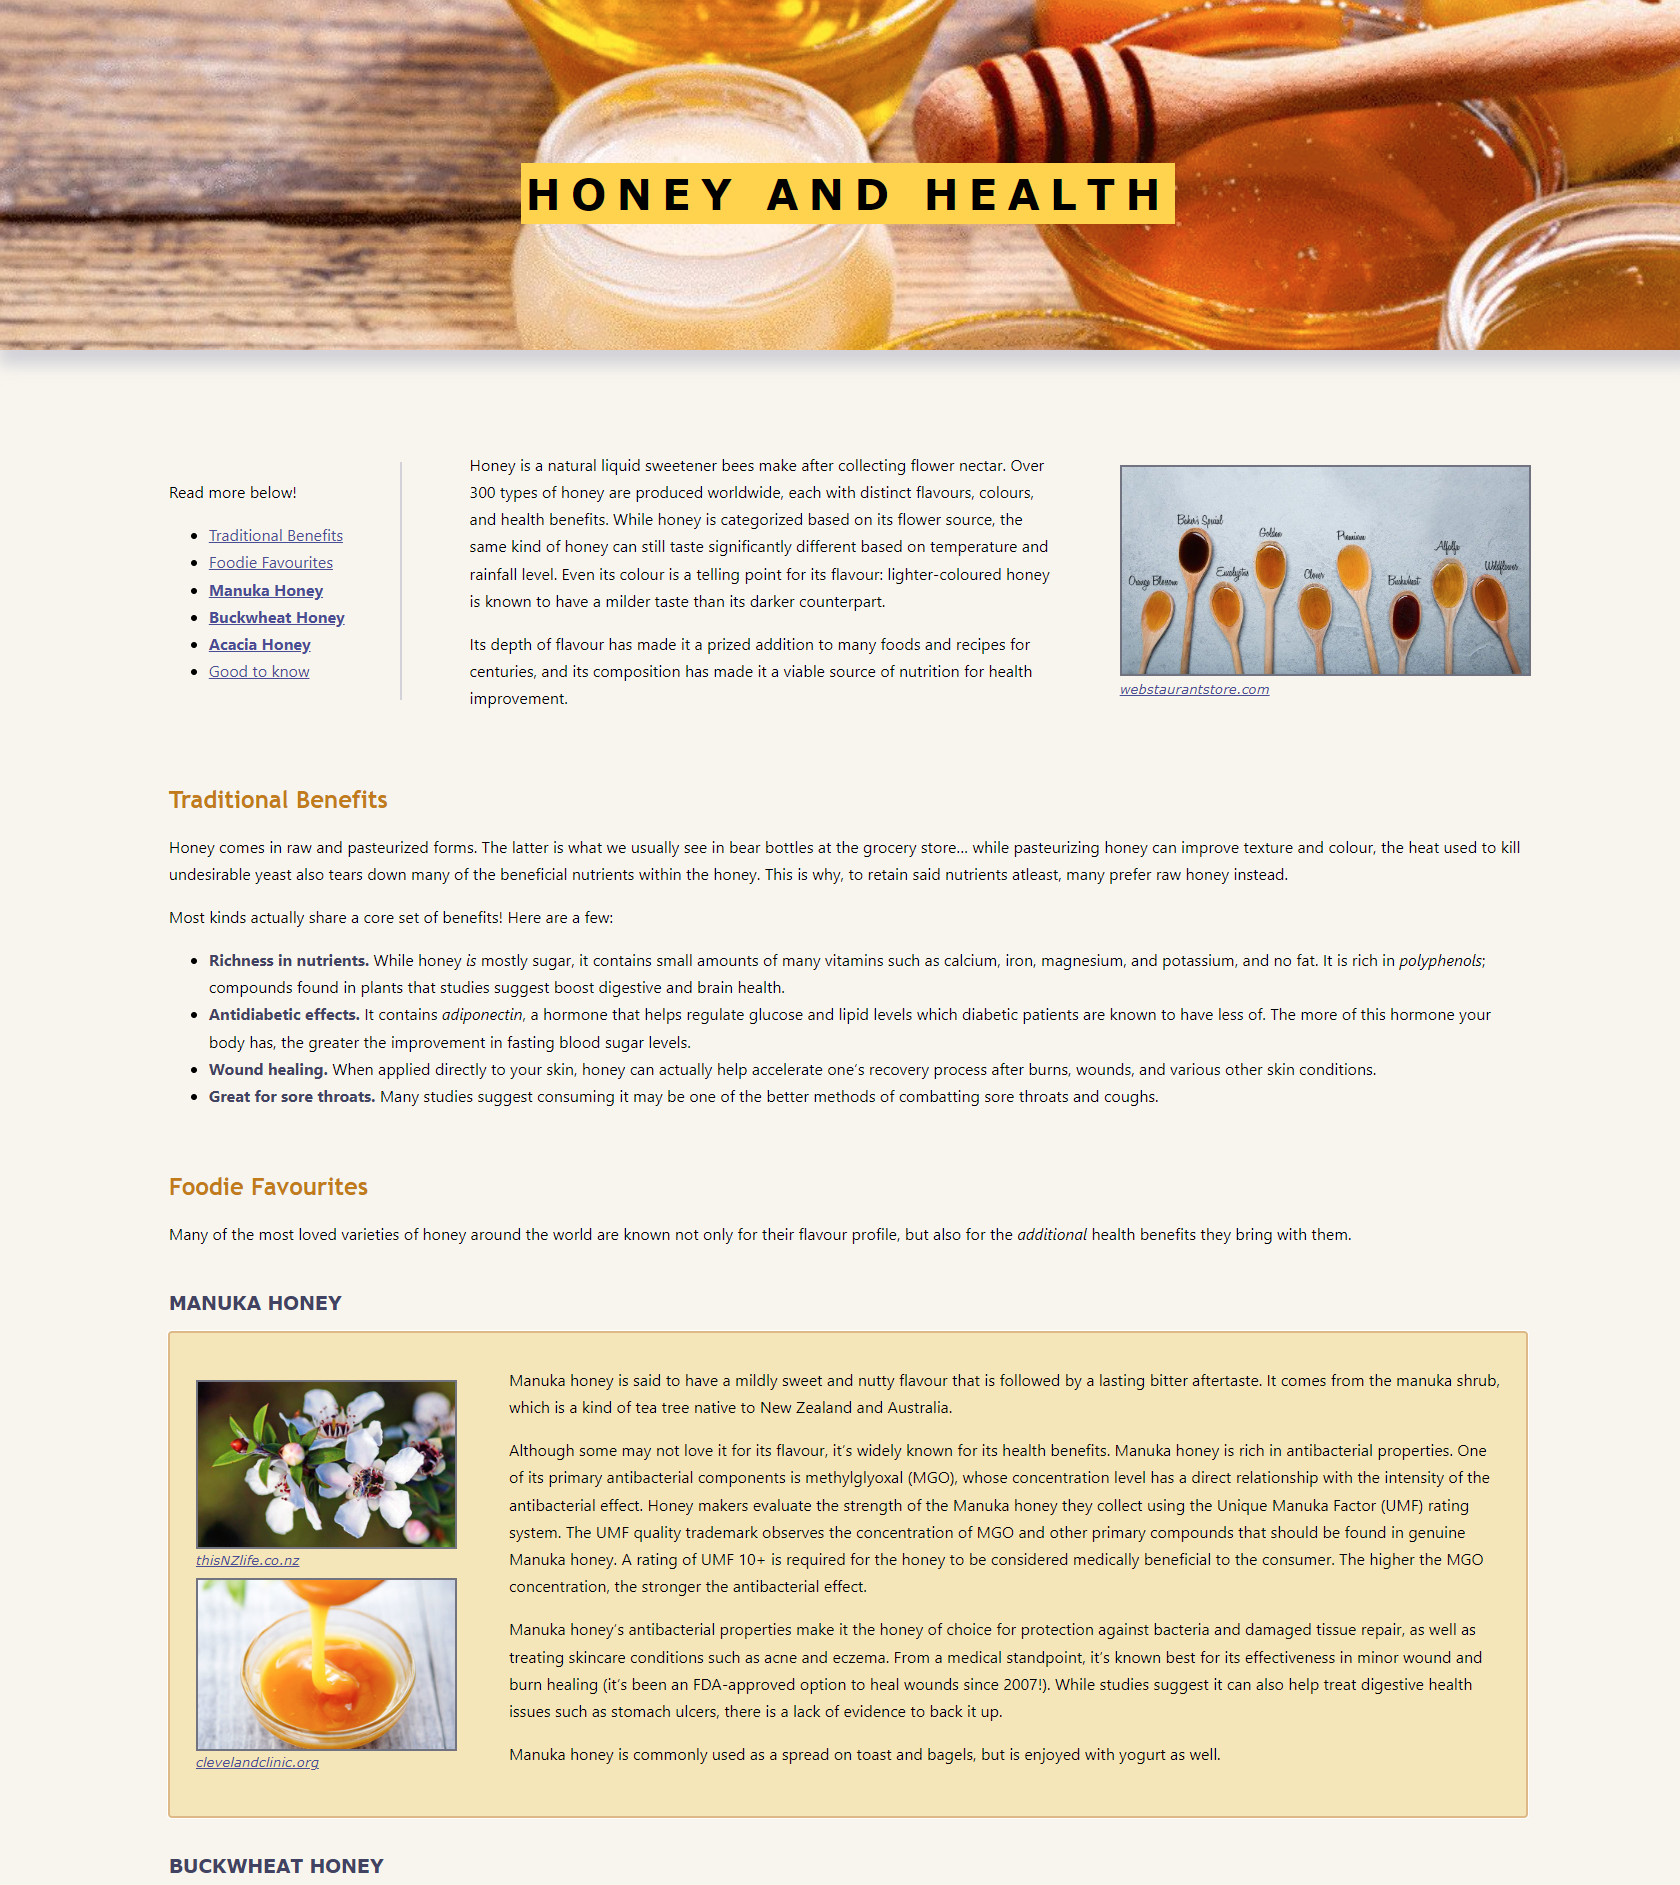 HONEY AND HEALTH
Read more below!
Traditional Benefits
Foodie Favourites
Manuka Honey
Buckwheat Honey
Acacia Honey
Good to know
Honey is a natural liquid sweetener bees make after collecting flower nectar. Over
300 types of honey are produced worldwide, each with distinct flavours, colours,
and health benefits. While honey is categorized based on its flower source, the
same kind of honey can still taste significantly different based on temperature and
rainfall level. Even its colour is a telling point for its flavour: lighter-coloured honey
is known to have a milder taste than its darker counterpart.
Its depth of flavour has made it a prized addition to many foods and recipes for
centuries, and its composition has made it a viable source of nutrition for health
improvement.
Orange Blossom
Baker's Special
Eucalyptus
Golden
Clover
Premium
Buckwheat
Alfalfa
Wildflower
webstaurantstore.com
Traditional Benefits
Honey comes in raw and pasteurized forms. The latter is what we usually see in bear bottles at the grocery store... while pasteurizing honey can improve texture and colour, the heat used to kill
undesirable yeast also tears down many of the beneficial nutrients within the honey. This is why, to retain said nutrients atleast, many prefer raw honey instead.
Most kinds actually share a core set of benefits! Here are a few:
Richness in nutrients. While honey is mostly sugar, it contains small amounts of many vitamins such as calcium, iron, magnesium, and potassium, and no fat. It is rich in polyphenols;
compounds found in plants that studies suggest boost digestive and brain health.
Antidiabetic effects. It contains adiponectin, a hormone that helps regulate glucose and lipid levels which diabetic patients are known to have less of. The more of this hormone your
body has, the greater the improvement in fasting blood sugar levels.
Wound healing. When applied directly to your skin, honey can actually help accelerate one's recovery process after burns, wounds, and various other skin conditions.
Great for sore throats. Many studies suggest consuming it may be one of the better methods of combatting sore throats and coughs.
Foodie Favourites
Many of the most loved varieties of honey around the world are known not only for their flavour profile, but also for the additional health benefits they bring with them.
MANUKA HONEY
thisNZlife.co.nz
clevelandclinic.org
Manuka honey is said to have a mildly sweet and nutty flavour that is followed by a lasting bitter aftertaste. It comes from the manuka shrub,
which is a kind of tea tree native to New Zealand and Australia.
Although some may not love it for its flavour, it's widely known for its health benefits. Manuka honey is rich in antibacterial properties. One
of its primary antibacterial components is methylglyoxal (MGO), whose concentration level has a direct relationship with the intensity of the
antibacterial effect. Honey makers evaluate the strength of the Manuka honey they collect using the Unique Manuka Factor (UMF) rating
system. The UMF quality trademark observes the concentration of MGO and other primary compounds that should be found in genuine
Manuka honey. A rating of UMF 10+ is required for the honey to be considered medically beneficial to the consumer. The higher the MGO
concentration, the stronger the antibacterial effect.
Manuka honey's antibacterial properties make it the honey of choice for protection against bacteria and damaged tissue repair, as well as
treating skincare conditions such as acne and eczema. From a medical standpoint, it's known best for its effectiveness in minor wound and
burn healing (it's been an FDA-approved option to heal wounds since 2007!). While studies suggest it can also help treat digestive health
issues such as stomach ulcers, there is a lack of evidence to back it up.
Manuka honey is commonly used as a spread on toast and bagels, but is enjoyed with yogurt as well.
BUCKWHEAT HONEY